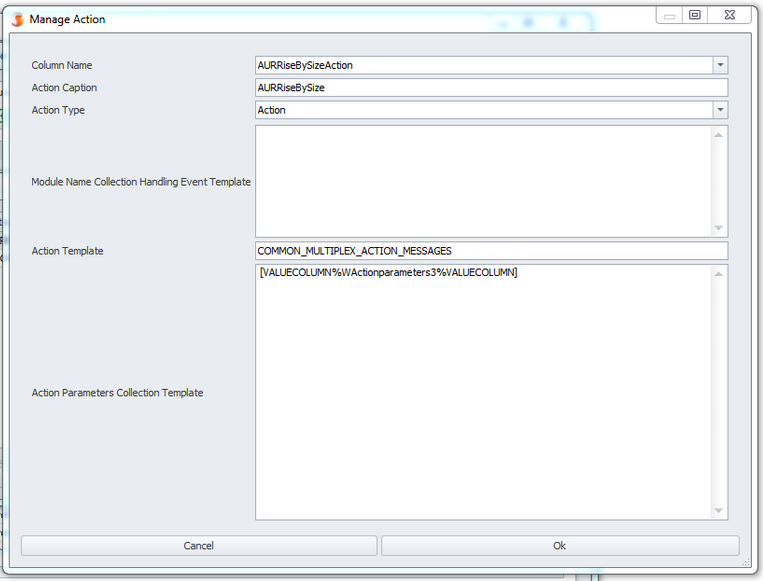 Manage Action
Column Name
AURRiseBySizeAction
Action Caption
AURRiseBySize
Action Type
Action
Module Name Collection Handling Event Template
Action Template
COMMON_MULTIPLEX_ACTION_MESSAGES
[VALUECOLUMN%WActionparameters3%VALUECOLUMN]
Action Parameters Collection Template
Cancel
Ok